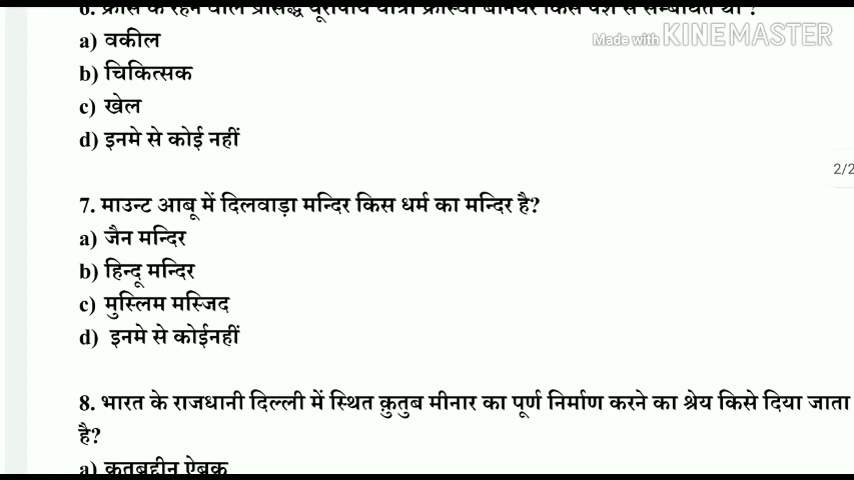 Made with KINEMASTER
a) वकील
b) चिकित्सक
c) खेल
d) इनमे से कोई नहीं
2/2
7. माउन्ट आबू में दिलवाड़ा मन्दिर किस धर्म का मन्दिर है?
a) जैन मन्दिर
b) हिन्दू मन्दिर
c) मुस्लिम मस्जिद
d) इनमे से कोईनहीं
8. भारत के राजधानी दिल्ली में स्थित क़ुतुब मीनार का पूर्ण निर्माण करने का श्रेय किसे दिया जाता
है?